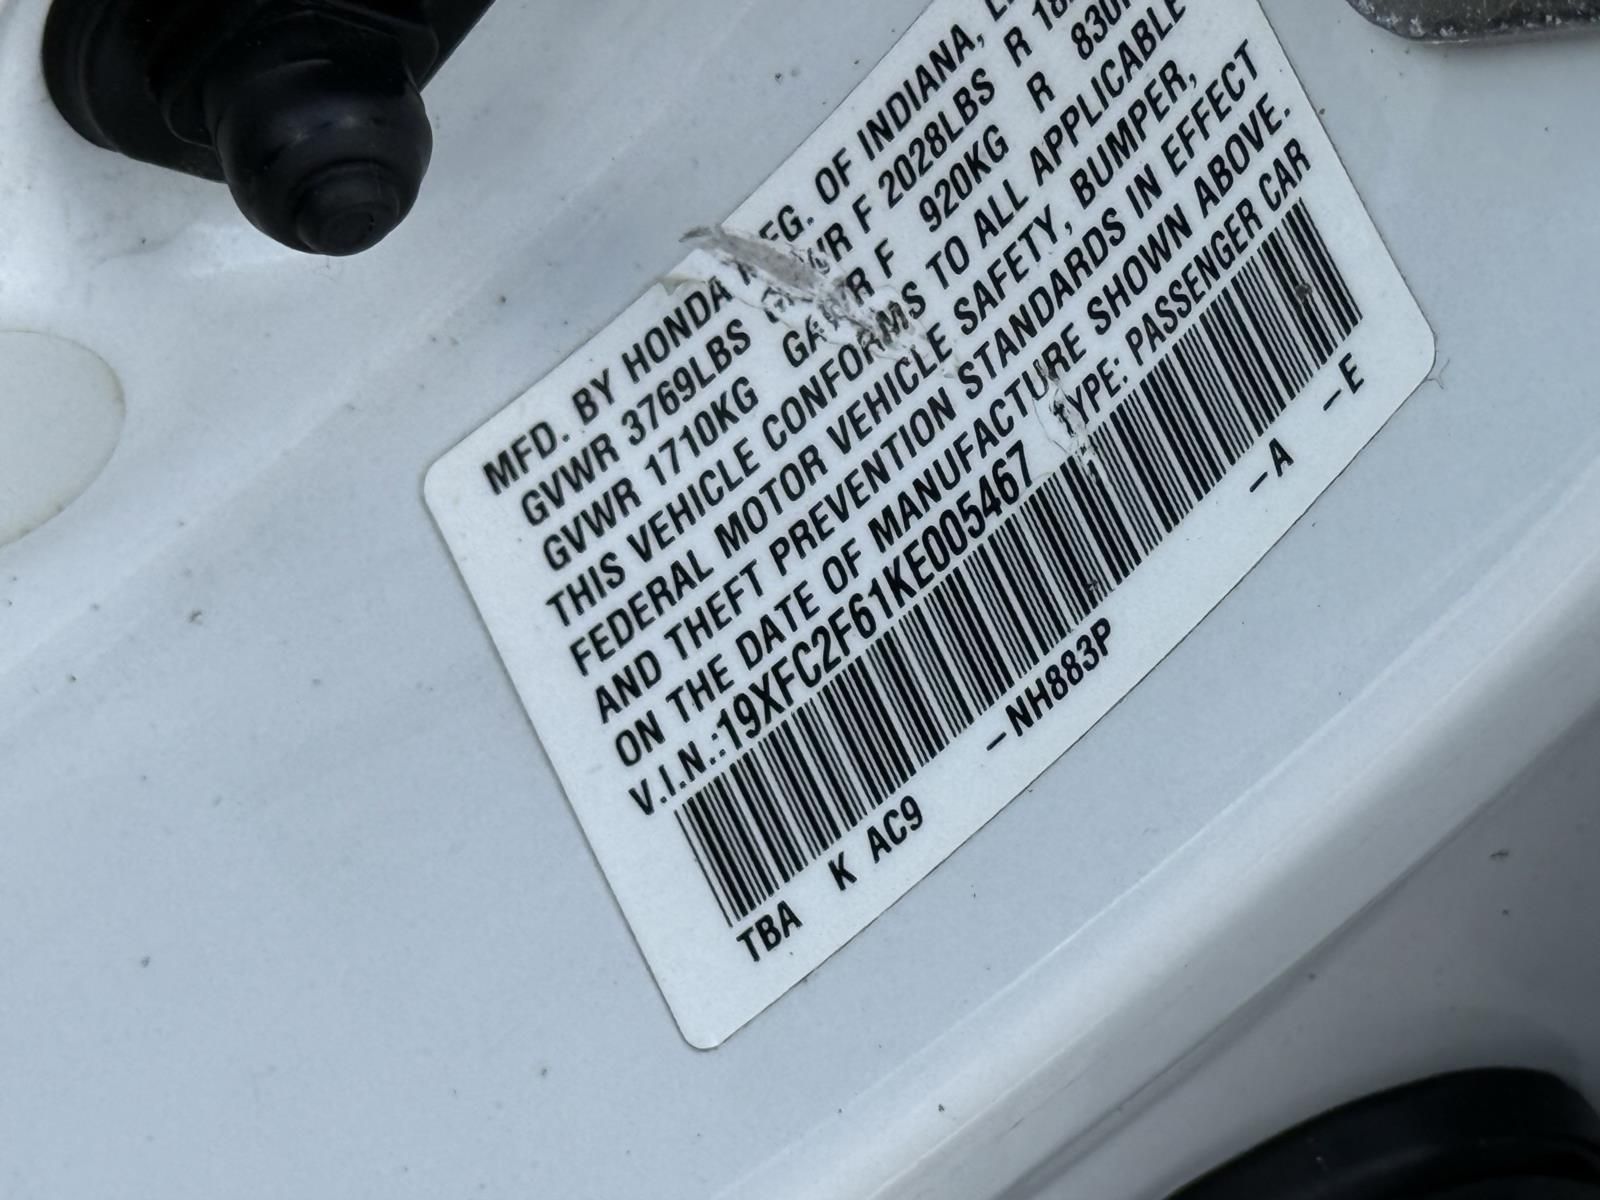 MFD. BY HONDA MFG. OF INDIANA,
GVWR 3769LBS GAWR F 2028LBS R
GVWR 1710KG GAWR F 920KG R
THIS VEHICLE CONFORMS TO ALL APPLICABLE
FEDERAL MOTOR VEHICLE SAFETY, BUMPER,
AND THEFT PREVENTION STANDARDS IN EFFECT
ON THE DATE OF MANUFACTURE SHOWN ABOVE.
V.I.N.:19XFC2F61KE005467 TYPE: PASSENGER CAR
TBA K AC9 –NH883P –A –E